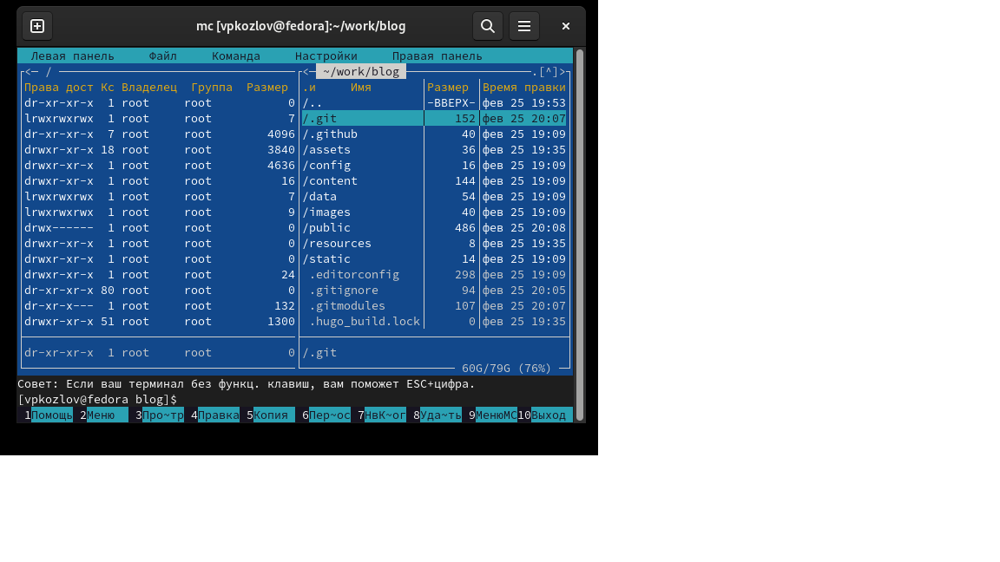 mc [vpkozlov@fedora]:~/work/blog
Левая панель Файл Команда Настройки Правая панель
<─ / <─ ~/work/blog .[^]>
Права дост Кс Владелец Группа Размер .и Имя Размер Время правки
dr-xr-xr-x 1 root root 0 /.. -ВВЕРХ- фев 25 19:53
lrwxrwxrwx 1 root root 7 /.git 152 фев 25 20:07
dr-xr-xr-x 7 root root 4096 /.github 40 фев 25 19:09
drwxr-xr-x 18 root root 3840 /assets 36 фев 25 19:35
drwxr-xr-x 1 root root 4636 /config 16 фев 25 19:09
drwxr-xr-x 1 root root 16 /content 144 фев 25 19:09
lrwxrwxrwx 1 root root 7 /data 54 фев 25 19:09
lrwxrwxrwx 1 root root 9 /images 40 фев 25 19:09
drwx------ 1 root root 0 /public 486 фев 25 20:08
drwxr-xr-x 1 root root 0 /resources 8 фев 25 19:35
drwxr-xr-x 1 root root 0 /static 14 фев 25 19:09
drwxr-xr-x 1 root root 24 .editorconfig 298 фев 25 19:09
dr-xr-xr-x 80 root root 0 .gitignore 94 фев 25 20:05
dr-xr-x--- 1 root root 132 .gitmodules 107 фев 25 20:07
drwxr-xr-x 51 root root 1300 .hugo_build.lock 0 фев 25 19:35
dr-xr-xr-x 1 root root 0 /.git
60G/79G (76%)
Совет: Если ваш терминал без функц. клавиш, вам поможет ESC+цифра.
[vpkozlov@fedora blog]$
1Помощь 2Меню 3Про~тр 4Правка 5Копия 6Пер~ос 7НвК~ог 8Уда~ть 9МенюMC 10Выход